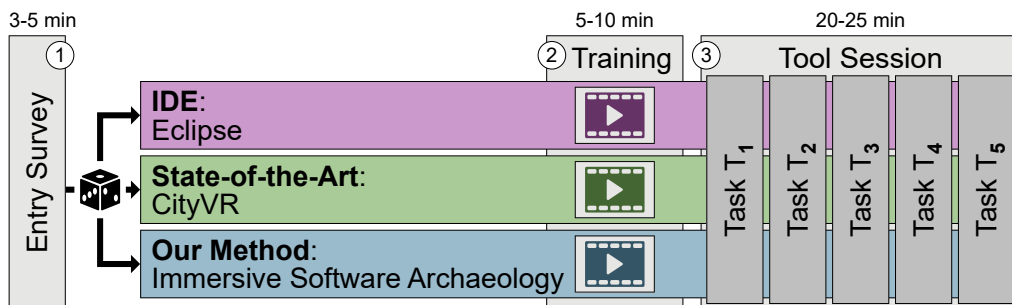 3-5 min
5-10 min
20-25 min
1
2
Training
3
Tool Session
Entry Survey
IDE:
Eclipse
State-of-the-Art:
CityVR
Our Method:
Immersive Software Archaeology
Task T1
Task T2
Task T3
Task T4
Task T5